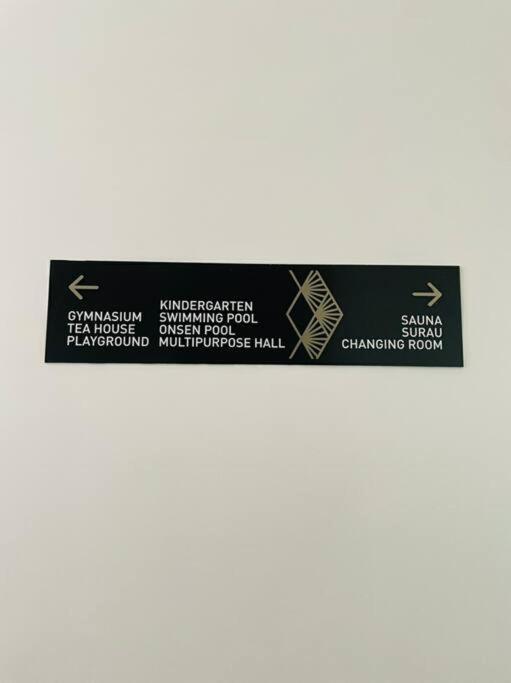 GYMNASIUM
TEA HOUSE
PLAYGROUND
KINDERGARTEN
SWIMMING POOL
ONSEN POOL
MULTIPURPOSE HALL
SAUNA
SURAU
CHANGING ROOM